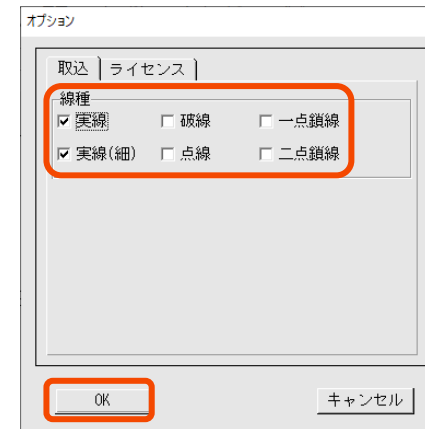 オプション
取込 ライセンス
線種
実線 破線 一点鎖線
実線(細) 点線 二点鎖線
OK キャンセル